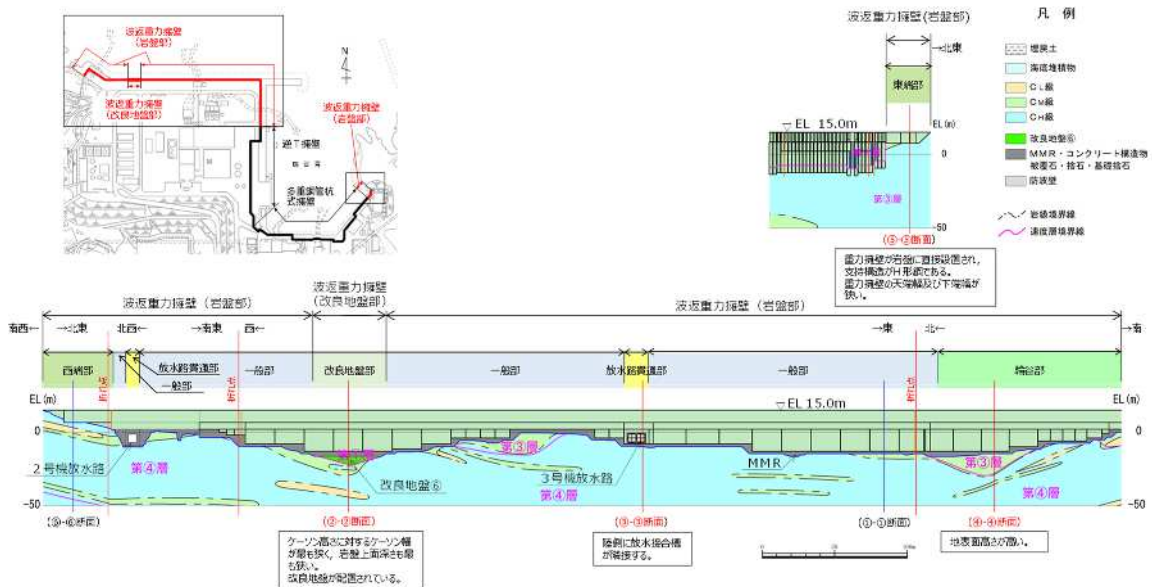 波返重力擁壁
(岩盤部)
波返重力擁壁
(改良地盤部)
N
波返重力擁壁
(岩盤部)
逆T擁壁
多重鋼管杭
式擁壁
波返重力擁壁(岩盤部)
→北東
東端部
EL 15.0m
EL(m)
0
第③層
-50
重力擁壁が岩盤に直接設置され,
支持構造がH形鋼である。
重力擁壁の天端幅及び下端幅が
狭い。
凡 例
埋戻土
海底堆積物
CL級
CM級
CH級
改良地盤⑥
MMR・コンクリート構造物
被覆石・捨石・基礎捨石
防波壁
岩級境界線
速度層境界線
波返重力擁壁(岩盤部)
波返重力擁壁
(改良地盤部)
波返重力擁壁(岩盤部)
南西←
→北東
北西←
→南東
西←
→東
北←
→南
西端部
放水路貫通部
一般部
一般部
改良地盤部
一般部
放水路貫通部
一般部
輪谷部
EL(m)
EL 15.0m
EL(m)
0
0
第④層
第③層
第③層
2号機放水路
改良地盤⑥
3号機放水路
第④層
MMR
第④層
-50
-50
(②-②断面)
(③-③断面)
(①-①断面)
(④-④断面)
ケーソン高さに対するケーソン幅
が最も狭く, 岩盤上面深さも最
も狭い。
改良地盤が配置されている。
陸側に放水接合槽
が隣接する。
地表面高さが高い。